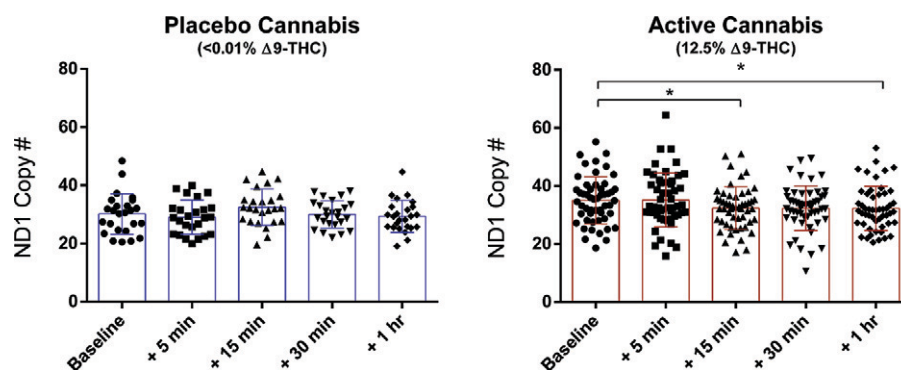 Placebo Cannabis
(<0.01% Δ9-THC)
80
60
40
20
0
ND1 Copy #
Baseline
+ 5 min
+ 15 min
+ 30 min
+ 1 hr
Active Cannabis
(12.5% Δ9-THC)
*
*
80
60
40
20
0
ND1 Copy #
Baseline
+ 5 min
+ 15 min
+ 30 min
+ 1 hr